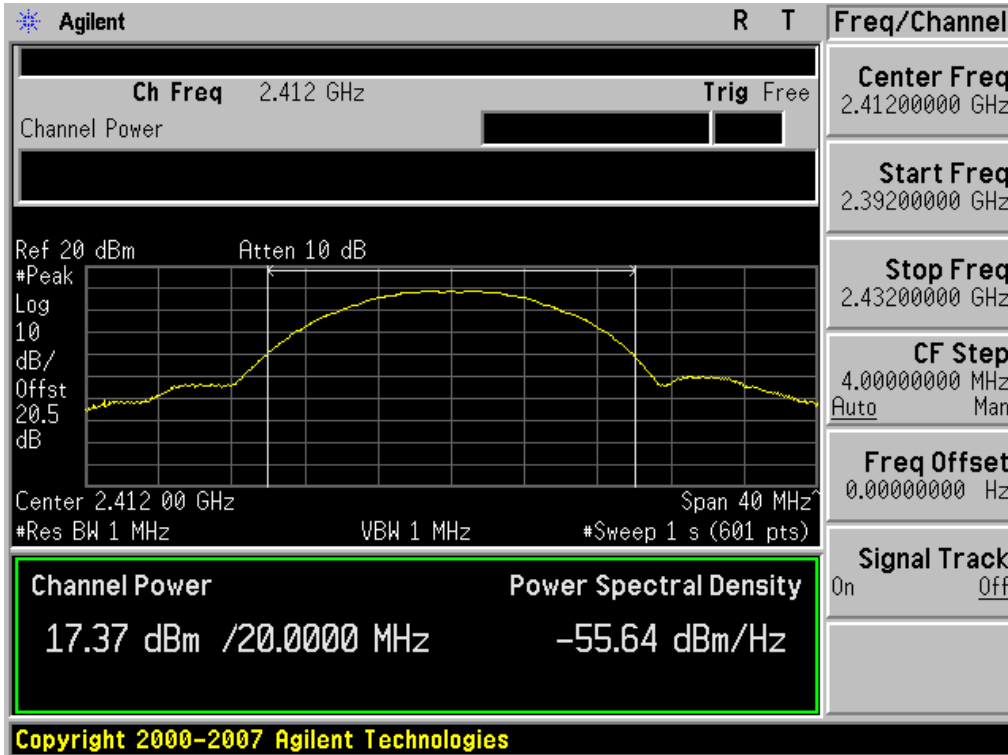 Agilent R T Freq/Channel
Ch Freq 2.412 GHz Trig Free
Channel Power
Center Freq
2.41200000 GHz
Start Freq
2.39200000 GHz
Stop Freq
2.43200000 GHz
CF Step
4.00000000 MHz
Auto Man
Freq Offset
0.00000000 Hz
Signal Track
On Off
Ref 20 dBm Atten 10 dB
#Peak
Log
10
dB/
Offst
20.5
dB
Center 2.412 00 GHz Span 40 MHz^
#Res BW 1 MHz VBW 1 MHz #Sweep 1 s (601 pts)
Channel Power Power Spectral Density
17.37 dBm /20.0000 MHz -55.64 dBm/Hz
Copyright 2000-2007 Agilent Technologies